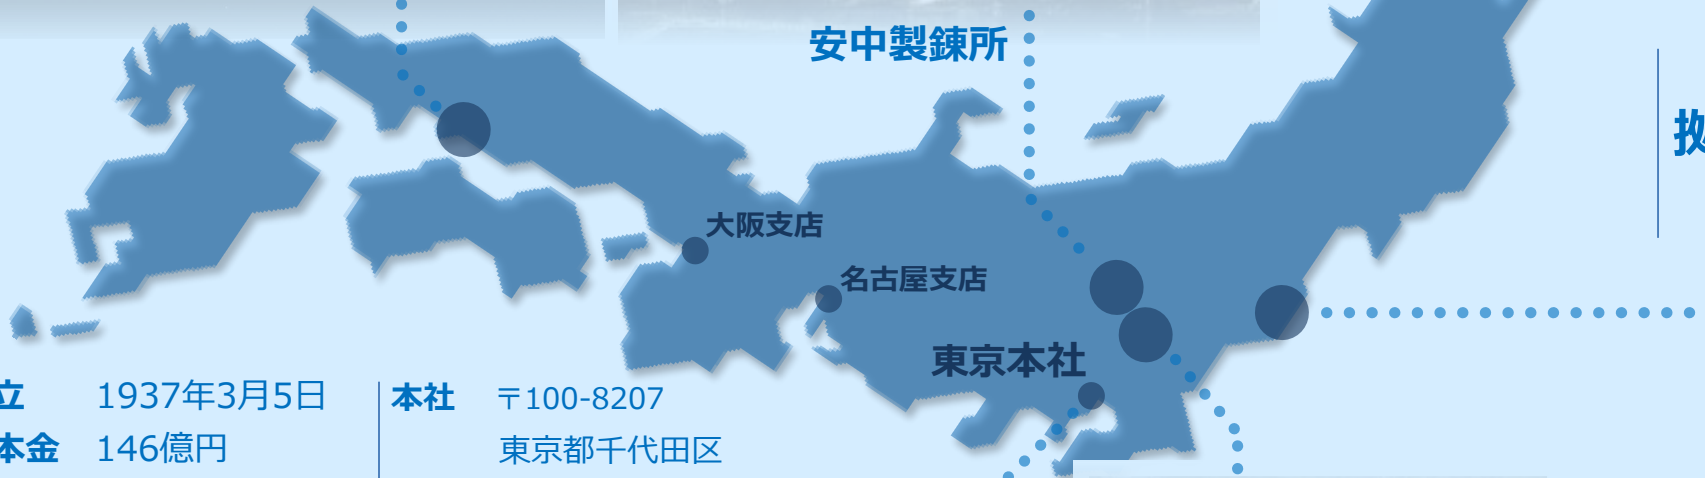 安中製錬所
拠
大阪支店
名古屋支店
東京本社
立 1937年3月5日
本社 〒100-8207
本金 146億円
東京都千代田区